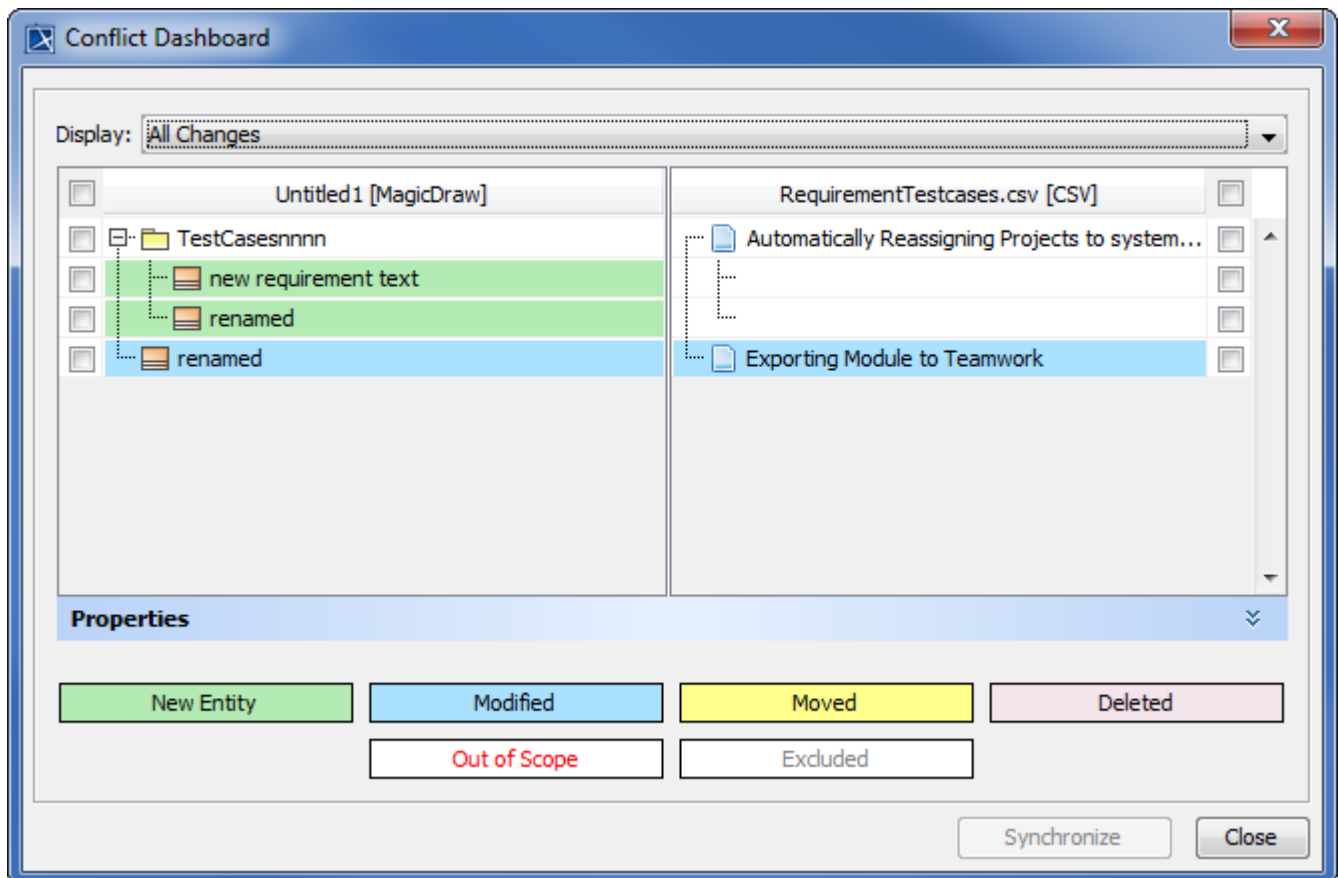 Conflict Dashboard
Display: All Changes
Untitled1 [MagicDraw] RequirementTestcases.csv [CSV]
TestCasesnnnn Automatically Reassigning Projects to system...
new requirement text
renamed
renamed Exporting Module to Teamwork
Properties
New Entity Modified Moved Deleted
Out of Scope Excluded
Synchronize Close